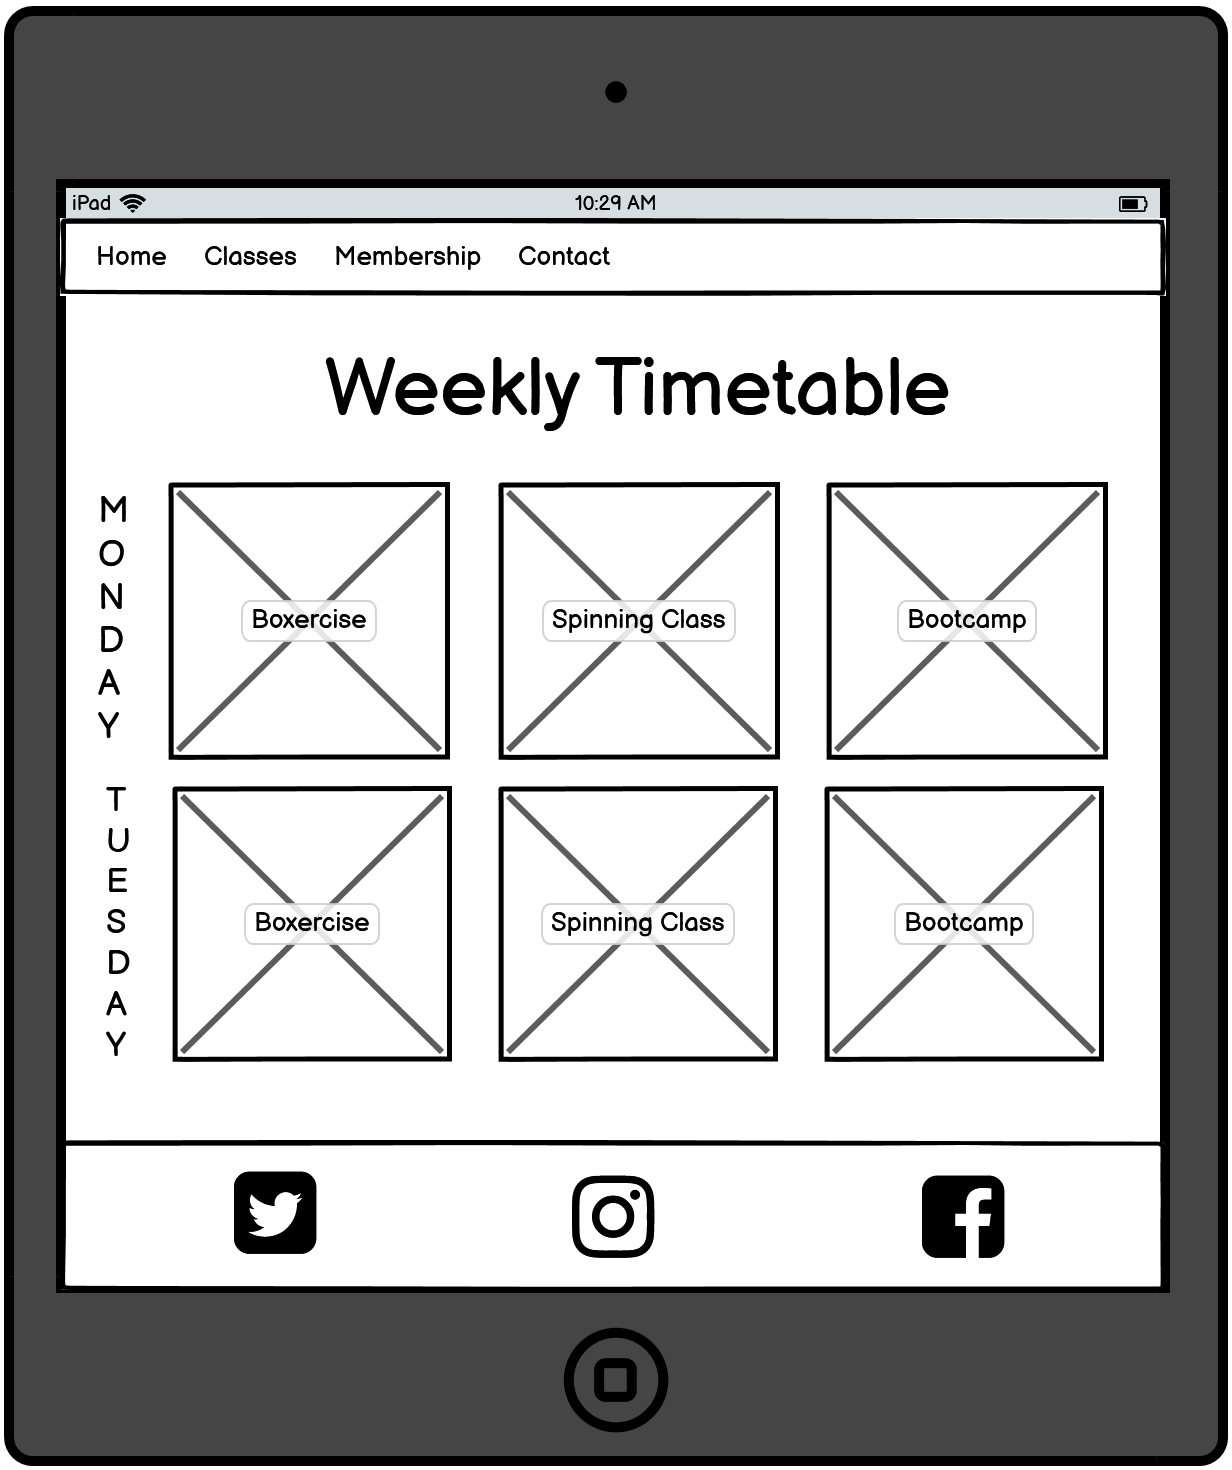 iPad 10:29 AM
Home Classes Membership Contact
Weekly Timetable
MONDAY
Boxercise Spinning Class Bootcamp
TUESDAY
Boxercise Spinning Class Bootcamp